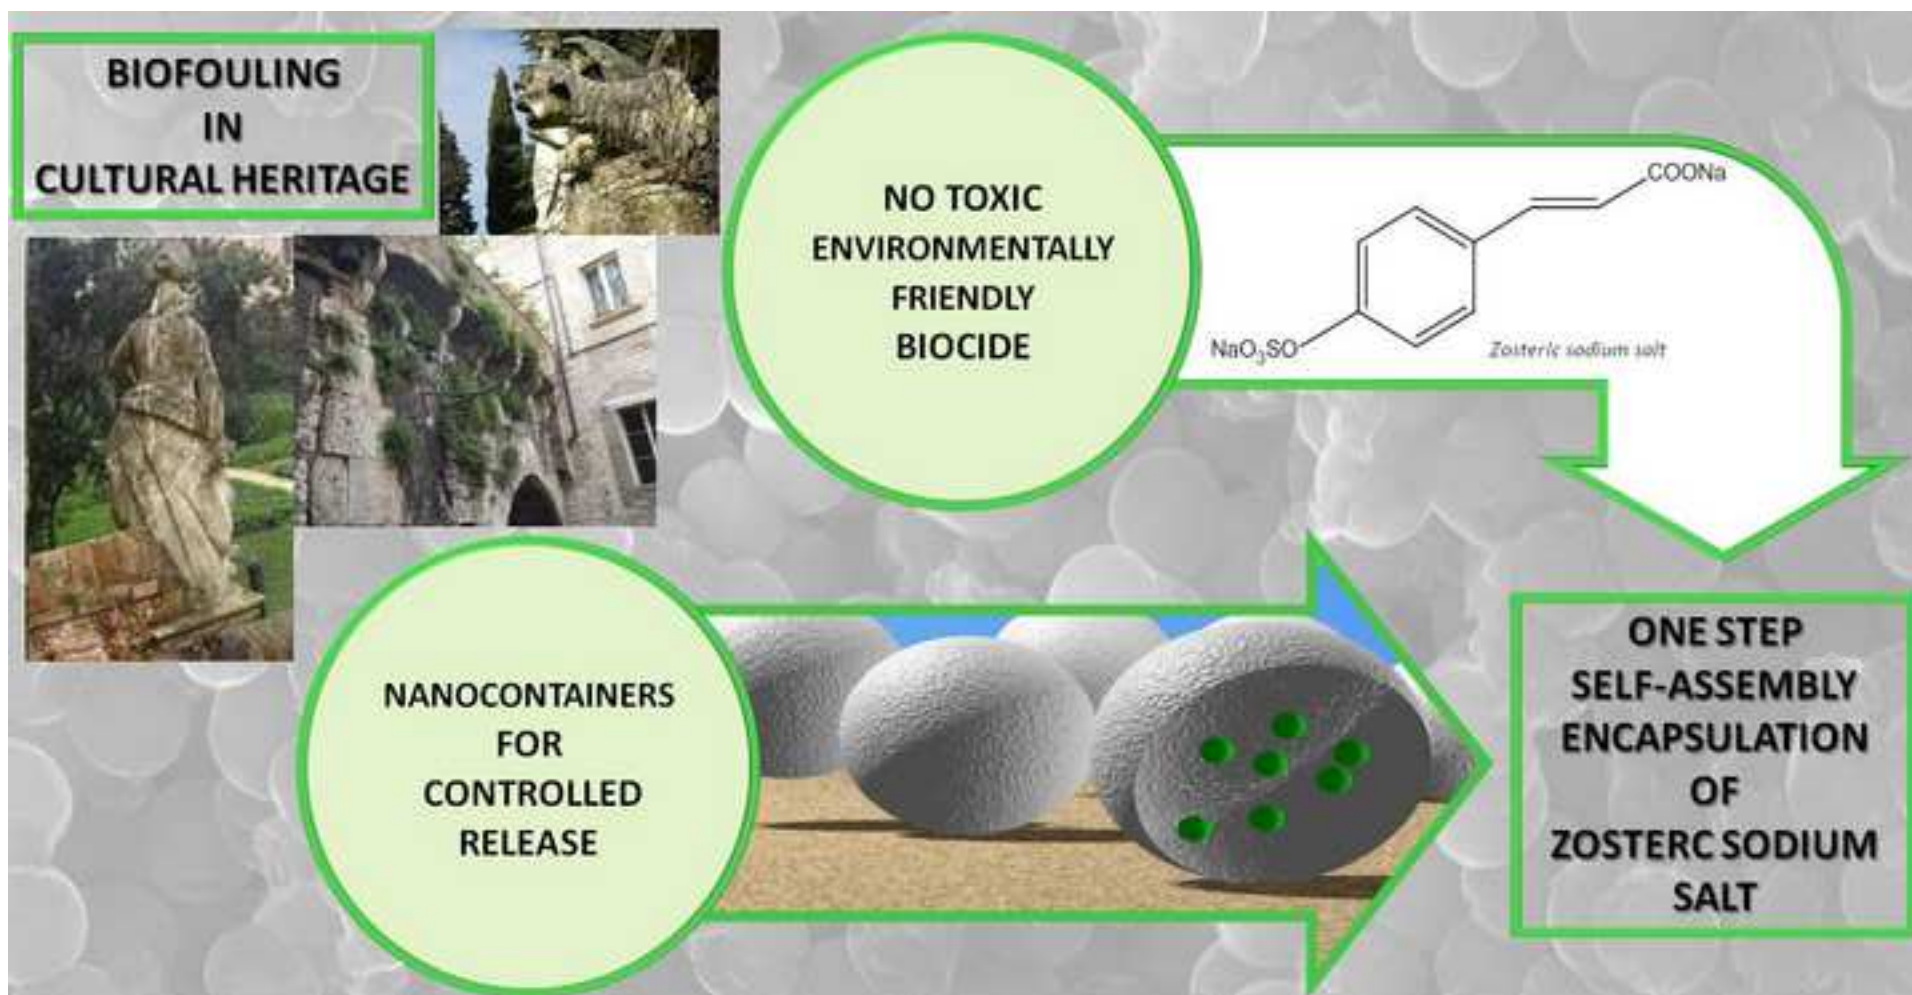 BIOFOULING
IN
CULTURAL HERITAGE
NO TOXIC
ENVIRONMENTALLY
FRIENDLY
BIOCIDE
COONa
NaO₃SO
Zosteric sodium salt
NANOCONTAINERS
FOR
CONTROLLED
RELEASE
ONE STEP
SELF-ASSEMBLY
ENCAPSULATION
OF
ZOSTERC SODIUM
SALT